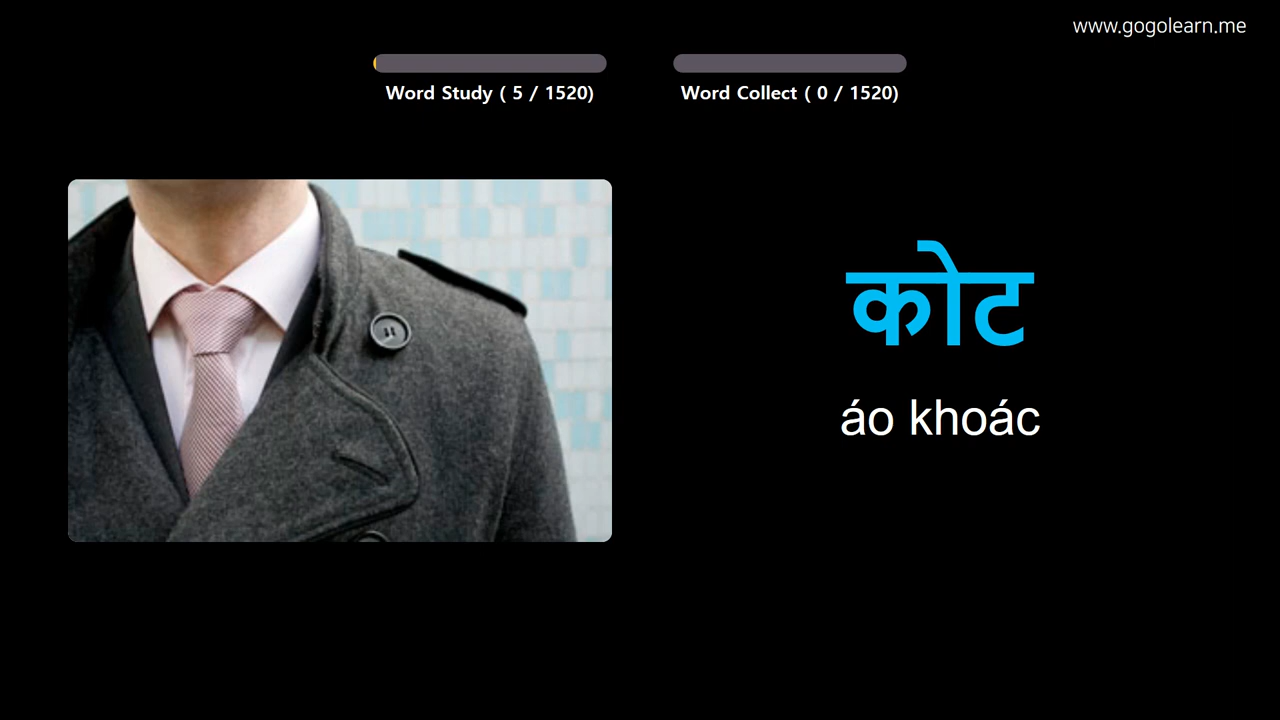 www.gogolearn.me
Word Study ( 5 / 1520)
Word Collect ( 0 / 1520)
कोट
áo khoác